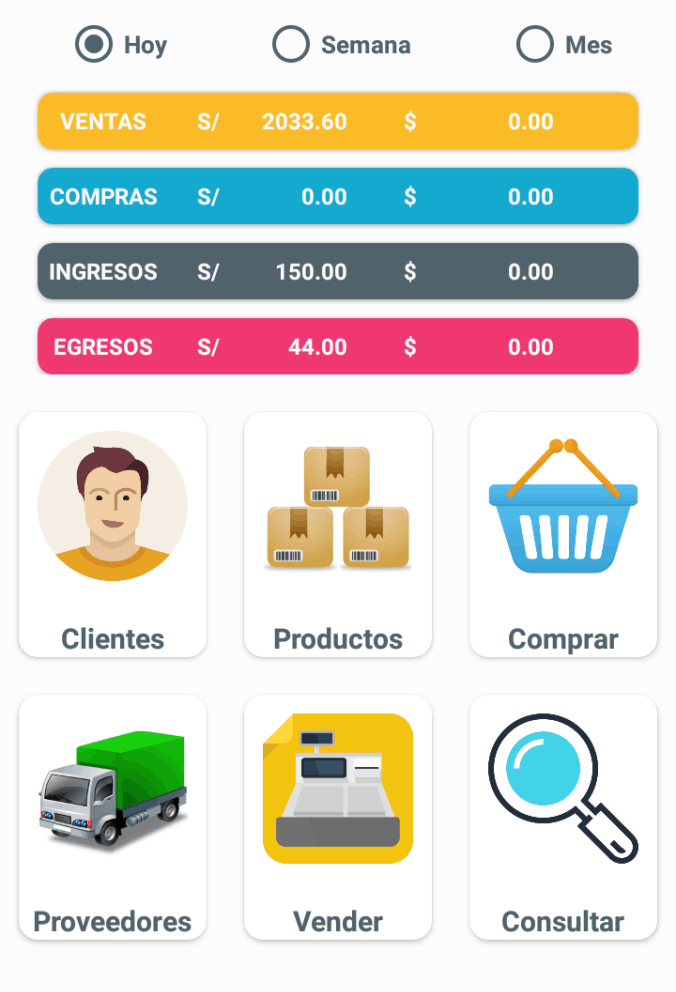 Hoy Semana Mes
VENTAS S/ 2033.60 $ 0.00
COMPRAS S/ 0.00 $ 0.00
INGRESOS S/ 150.00 $ 0.00
EGRESOS S/ 44.00 $ 0.00
Clientes Productos Comprar
Proveedores Vender Consultar